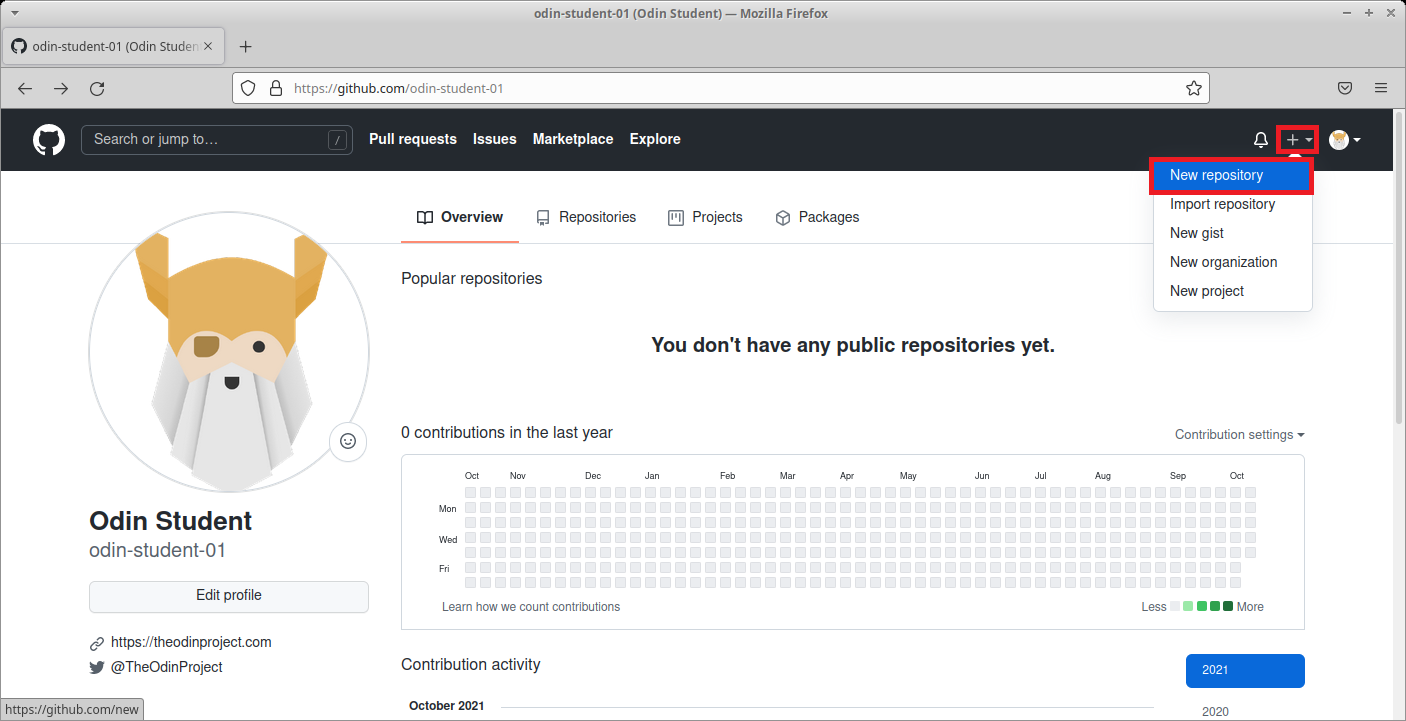 odin-student-01 (Odin Student) — Mozilla Firefox
odin-student-01 (Odin Studen
https://github.com/odin-student-01
Search or jump to… /
Pull requests Issues Marketplace Explore
New repository
Import repository
New gist
New organization
New project
Overview Repositories Projects Packages
Popular repositories
You don't have any public repositories yet.
0 contributions in the last year
Contribution settings
Oct Nov Dec Jan Feb Mar Apr May Jun Jul Aug Sep Oct
Mon
Wed
Fri
Learn how we count contributions
Less More
Odin Student
odin-student-01
Edit profile
https://theodinproject.com
@TheOdinProject
Contribution activity
2021
October 2021
2020
https://github.com/new